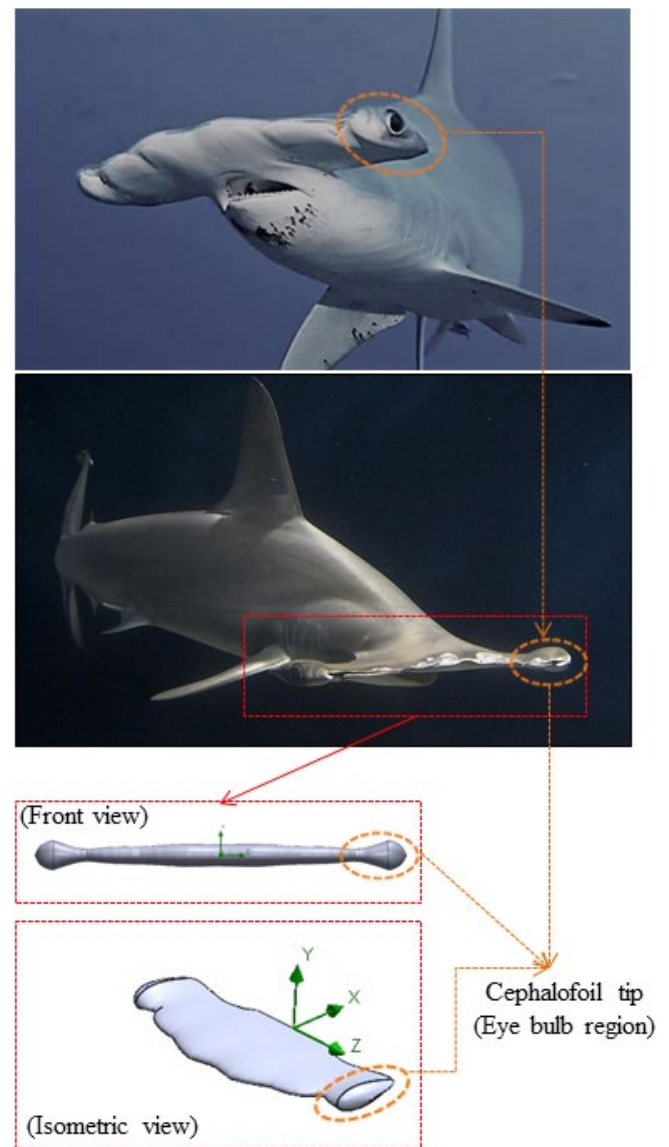 (Front view)
Y
X
Z
Cephalofoil tip
(Eye bulb region)
(Isometric view)